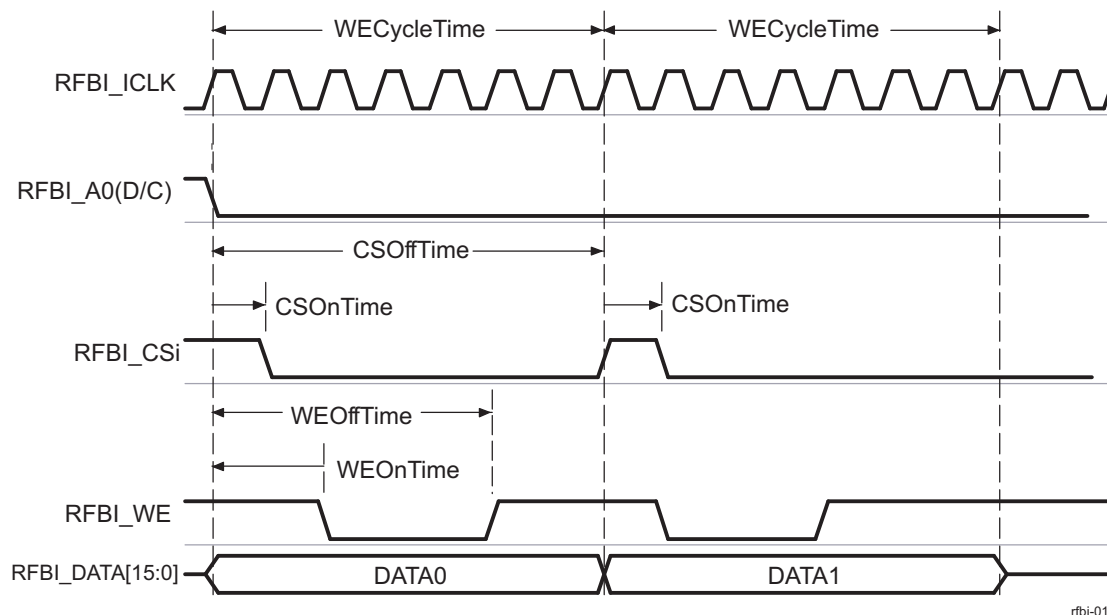 WECycleTime WECycleTime
RFBI_ICLK
RFBI_A0(D/C)
CSOffTime
CSOnTime CSOnTime
RFBI_CSi
WEOffTime
WEOnTime
RFBI_WE
RFBI_DATA[15:0] DATA0 DATA1
rfbi-01